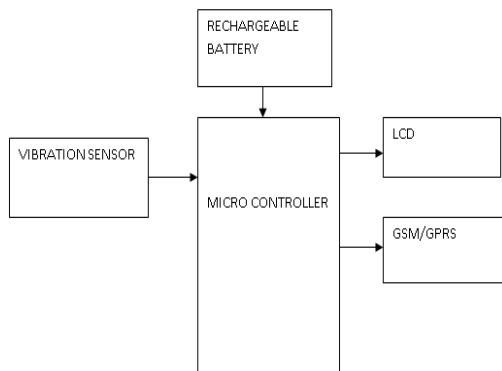 RECHARGEABLE
BATTERY
VIBRATION SENSOR
MICRO CONTROLLER
LCD
GSM/GPRS